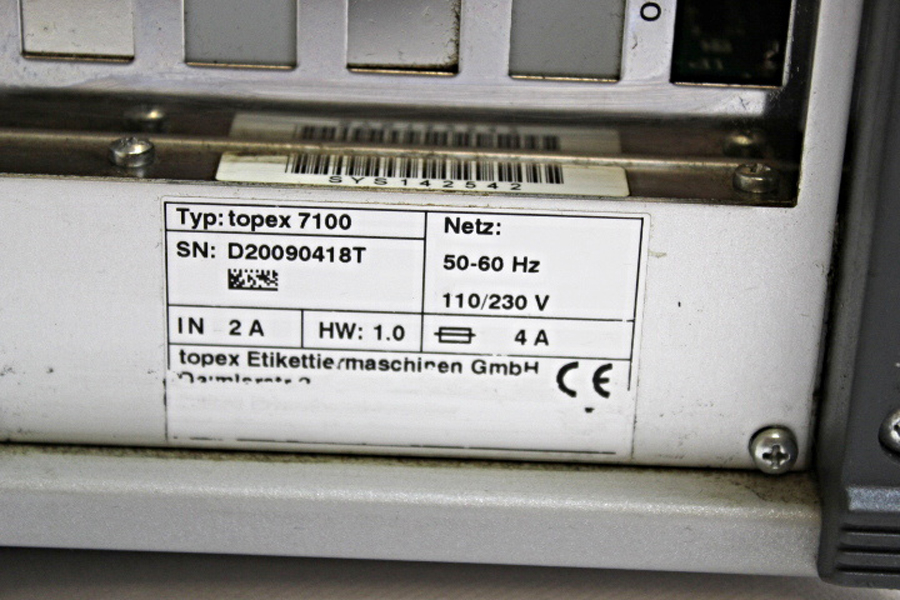 O
SYS142542
Typ: topex 7100
SN: D20090418T
Netz:
50-60 Hz
110/230 V
IN 2 A
HW: 1.0
4 A
topex Etikettiermaschinen GmbH
CE